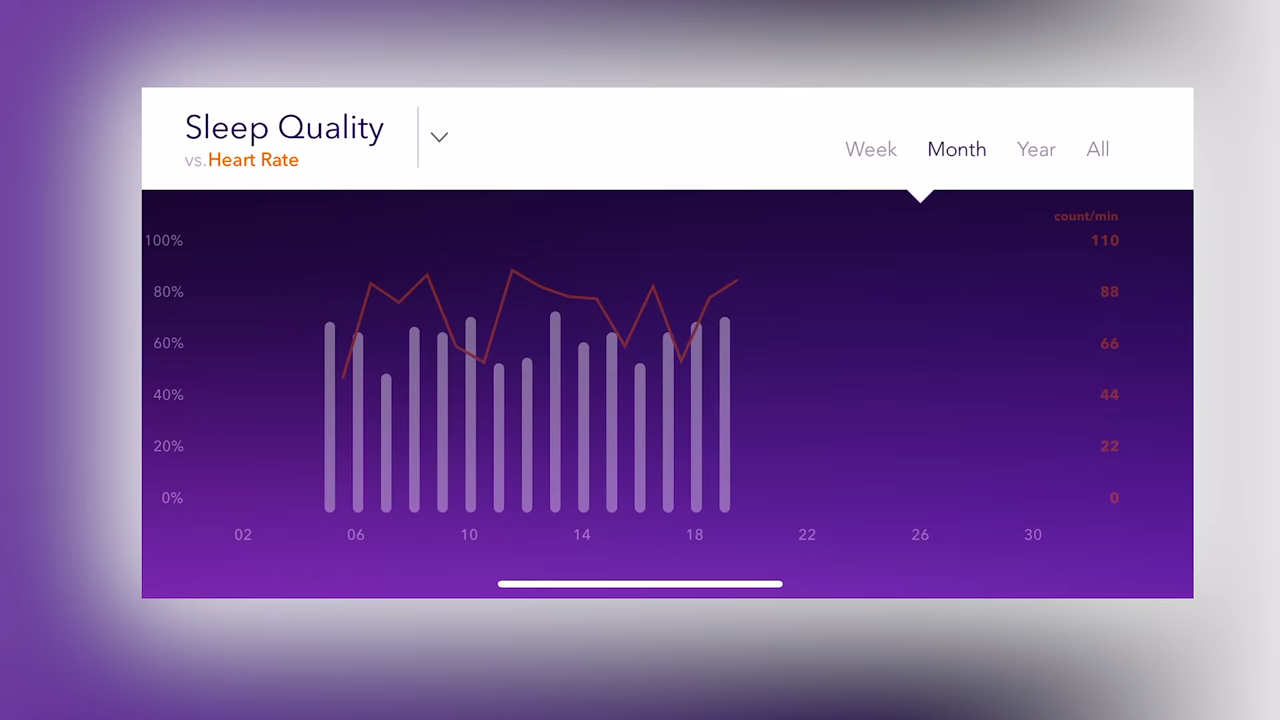 Sleep Quality
vs.Heart Rate
Week Month Year All
count/min
100% 110
80% 88
60% 66
40% 44
20% 22
0% 0
02 06 10 14 18 22 26 30